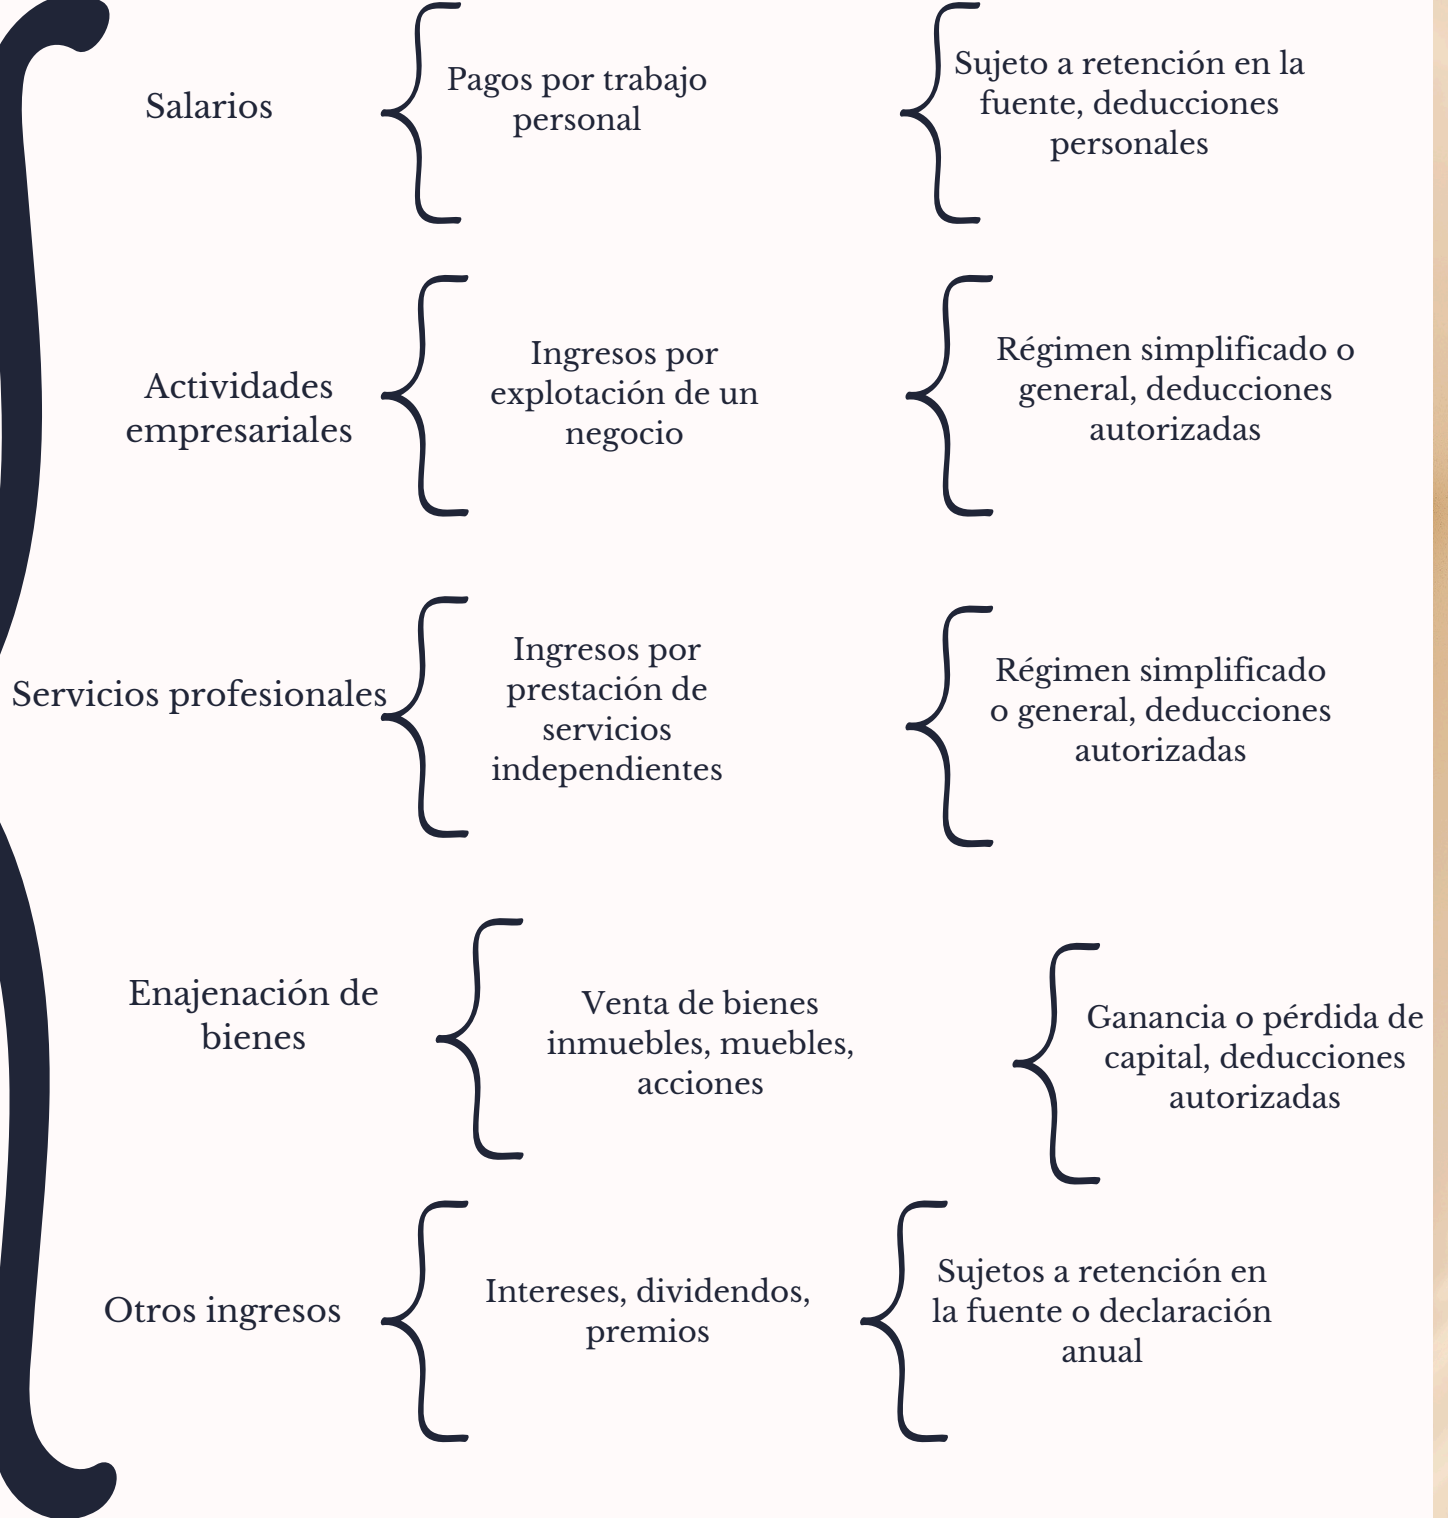 Salarios
Pagos por trabajo
personal
Sujeto a retención en la
fuente, deducciones
personales
Actividades
empresariales
Ingresos por
explotación de un
negocio
Régimen simplificado o
general, deducciones
autorizadas
Servicios profesionales
Ingresos por
prestación de
servicios
independientes
Régimen simplificado
o general, deducciones
autorizadas
Enajenación de
bienes
Venta de bienes
inmuebles, muebles,
acciones
Ganancia o pérdida de
capital, deducciones
autorizadas
Otros ingresos
Intereses, dividendos,
premios
Sujetos a retención en
la fuente o declaración
anual